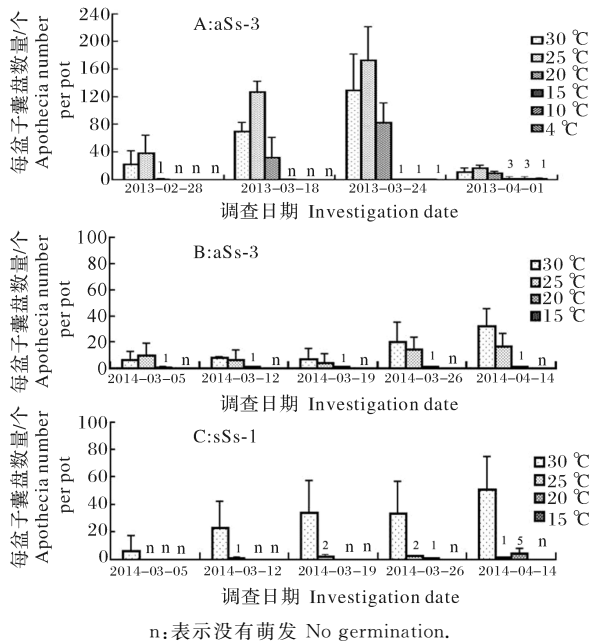 A:aSs-3
每盆子囊盘数量/个
Apothecia number
per pot
240
200
160
120
80
40
0
30 ℃
25 ℃
20 ℃
15 ℃
10 ℃
4 ℃
1 n n n
n n n
1 1 1
3 3 1
2013-02-28 2013-03-18 2013-03-24 2013-04-01
调查日期 Investigation date
B:aSs-3
每盆子囊盘数量/个
Apothecia number
per pot
100
80
60
40
20
0
30 ℃
25 ℃
20 ℃
15 ℃
1 n 1 n 1 n 1 n 1 n
2014-03-05 2014-03-12 2014-03-19 2014-03-26 2014-04-14
调查日期 Investigation date
C:sSs-1
每盆子囊盘数量/个
Apothecia number
per pot
100
80
60
40
20
0
30 ℃
25 ℃
20 ℃
15 ℃
n n n 1 n n 2 n n 2 1 n 1 5 n
2014-03-05 2014-03-12 2014-03-19 2014-03-26 2014-04-14
调查日期 Investigation date
n:表示没有萌发 No germination.